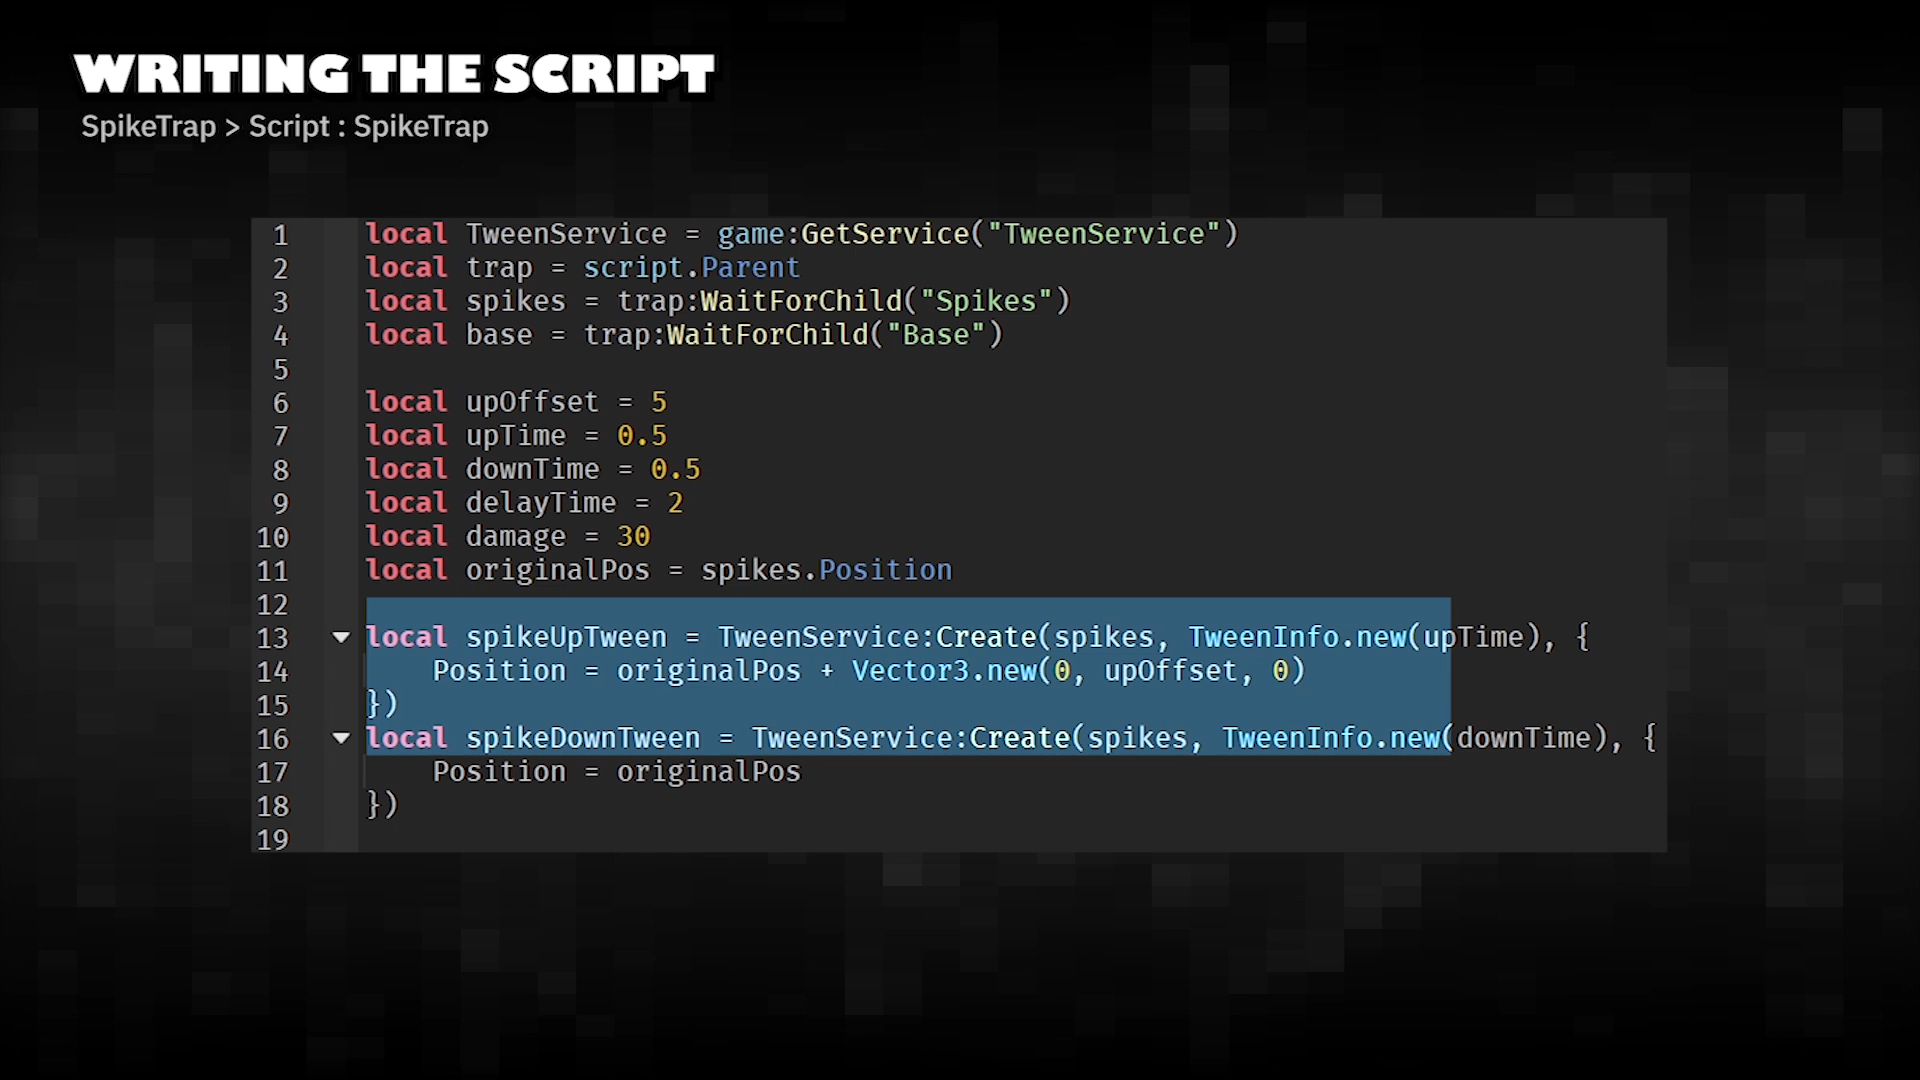 WRITING THE SCRIPT
SpikeTrap > Script : SpikeTrap
1 local TweenService = game:GetService("TweenService")
2 local trap = script.Parent
3 local spikes = trap:WaitForChild("Spikes")
4 local base = trap:WaitForChild("Base")
5
6 local upOffset = 5
7 local upTime = 0.5
8 local downTime = 0.5
9 local delayTime = 2
10 local damage = 30
11 local originalPos = spikes.Position
12
13 local spikeUpTween = TweenService:Create(spikes, TweenInfo.new(upTime), {
14     Position = originalPos + Vector3.new(0, upOffset, 0)
15 })
16 local spikeDownTween = TweenService:Create(spikes, TweenInfo.new(downTime), {
17     Position = originalPos
18 })
19